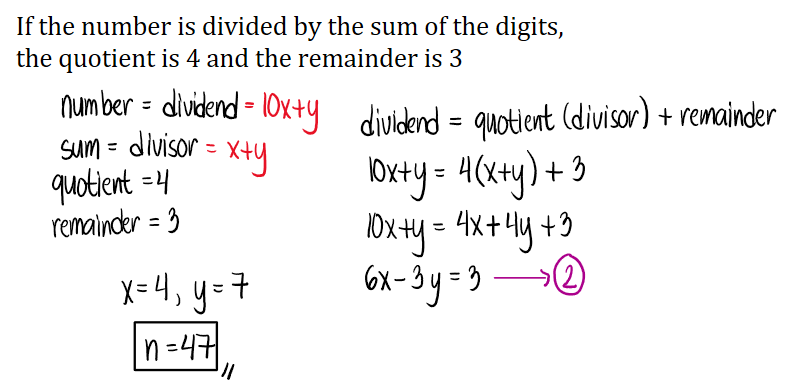 If the number is divided by the sum of the digits,
the quotient is 4 and the remainder is 3
number = dividend = 10x+y
sum = divisor = x+y
quotient = 4
remainder = 3
x=4, y=7
n=47
dividend = quotient (divisor) + remainder
10x+y = 4(x+y) + 3
10x+y = 4x+4y+3
6x-3y=3 → ②